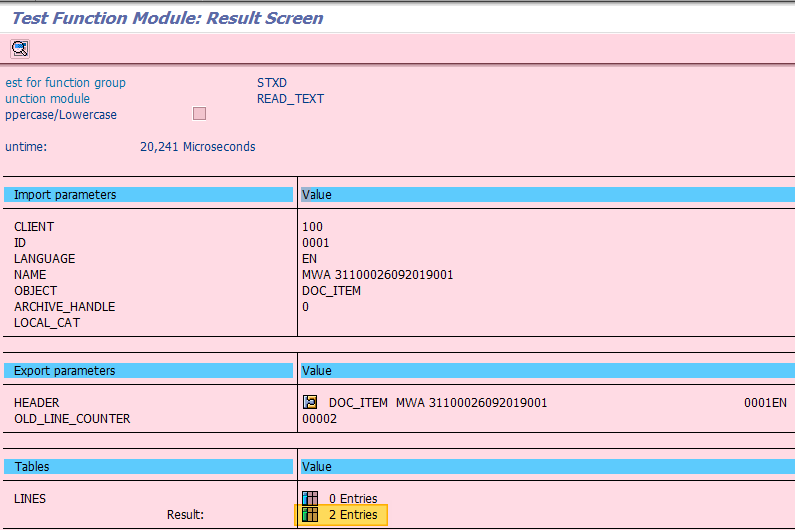 Test Function Module: Result Screen
est for function group STXD
unction module READ_TEXT
ppercase/Lowercase
untime: 20,241 Microseconds
Import parameters Value
CLIENT 100
ID 0001
LANGUAGE EN
NAME MWA 31100026092019001
OBJECT DOC_ITEM
ARCHIVE_HANDLE 0
LOCAL_CAT
Export parameters Value
HEADER DOC_ITEM MWA 31100026092019001 0001EN
OLD_LINE_COUNTER 00002
Tables Value
LINES 0 Entries
Result: 2 Entries